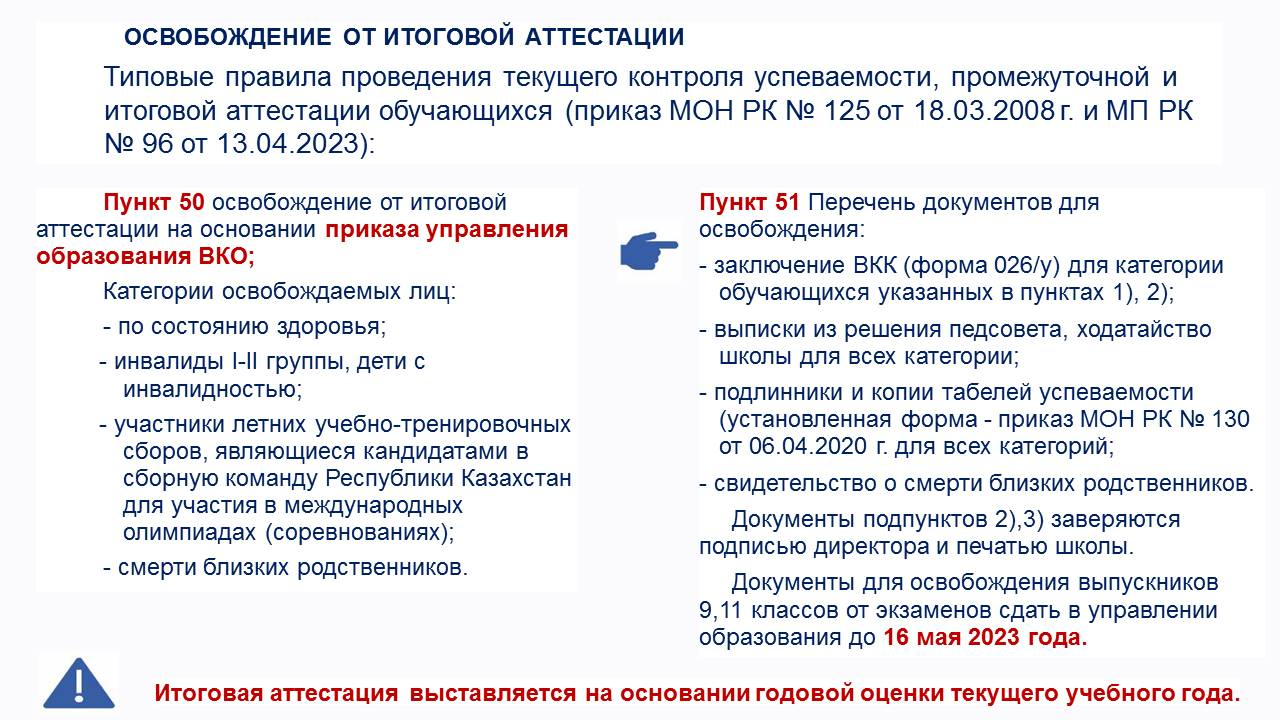 ОСВОБОЖДЕНИЕ ОТ ИТОГОВОЙ АТТЕСТАЦИИ
Типовые правила проведения текущего контроля успеваемости, промежуточной и
итоговой аттестации обучающихся (приказ МОН РК № 125 от 18.03.2008 г. и МП РК
№ 96 от 13.04.2023):
Пункт 50 освобождение от итоговой
аттестации на основании приказа управления
образования ВКО;
Категории освобождаемых лиц:
- по состоянию здоровья;
- инвалиды I-II группы, дети с
инвалидностью;
- участники летних учебно-тренировочных
сборов, являющиеся кандидатами в
сборную команду Республики Казахстан
для участия в международных
олимпиадах (соревнованиях);
- смерти близких родственников.
Пункт 51 Перечень документов для
освобождения:
- заключение ВКК (форма 026/у) для категории
обучающихся указанных в пунктах 1), 2);
- выписки из решения педсовета, ходатайство
школы для всех категории;
- подлинники и копии табелей успеваемости
(установленная форма - приказ МОН РК № 130
от 06.04.2020 г. для всех категорий;
- свидетельство о смерти близких родственников.
Документы подпунктов 2),3) заверяются
подписью директора и печатью школы.
Документы для освобождения выпускников
9,11 классов от экзаменов сдать в управлении
образования до 16 мая 2023 года.
Итоговая аттестация выставляется на основании годовой оценки текущего учебного года.